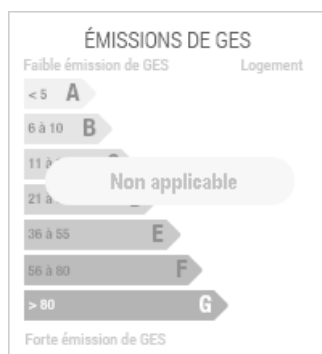 ÉMISSIONS DE GES
Faible émission de GES Logement
< 5 A
6 à 10 B
11 à
Non applicable
21 à
36 à 55 E
56 à 80 F
> 80 G
Forte émission de GES